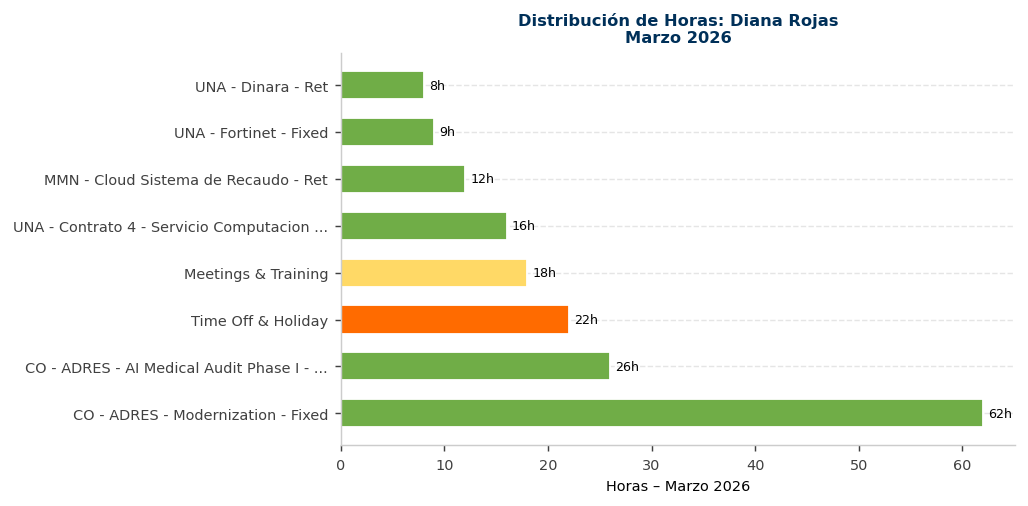 Distribución de Horas: Diana Rojas
Marzo 2026
UNA - Dinara - Ret
8h
UNA - Fortinet - Fixed
9h
MMN - Cloud Sistema de Recaudo - Ret
12h
UNA - Contrato 4 - Servicio Computacion ...
16h
Meetings & Training
18h
Time Off & Holiday
22h
CO - ADRES - AI Medical Audit Phase I - ...
26h
CO - ADRES - Modernization - Fixed
62h
0 10 20 30 40 50 60
Horas – Marzo 2026